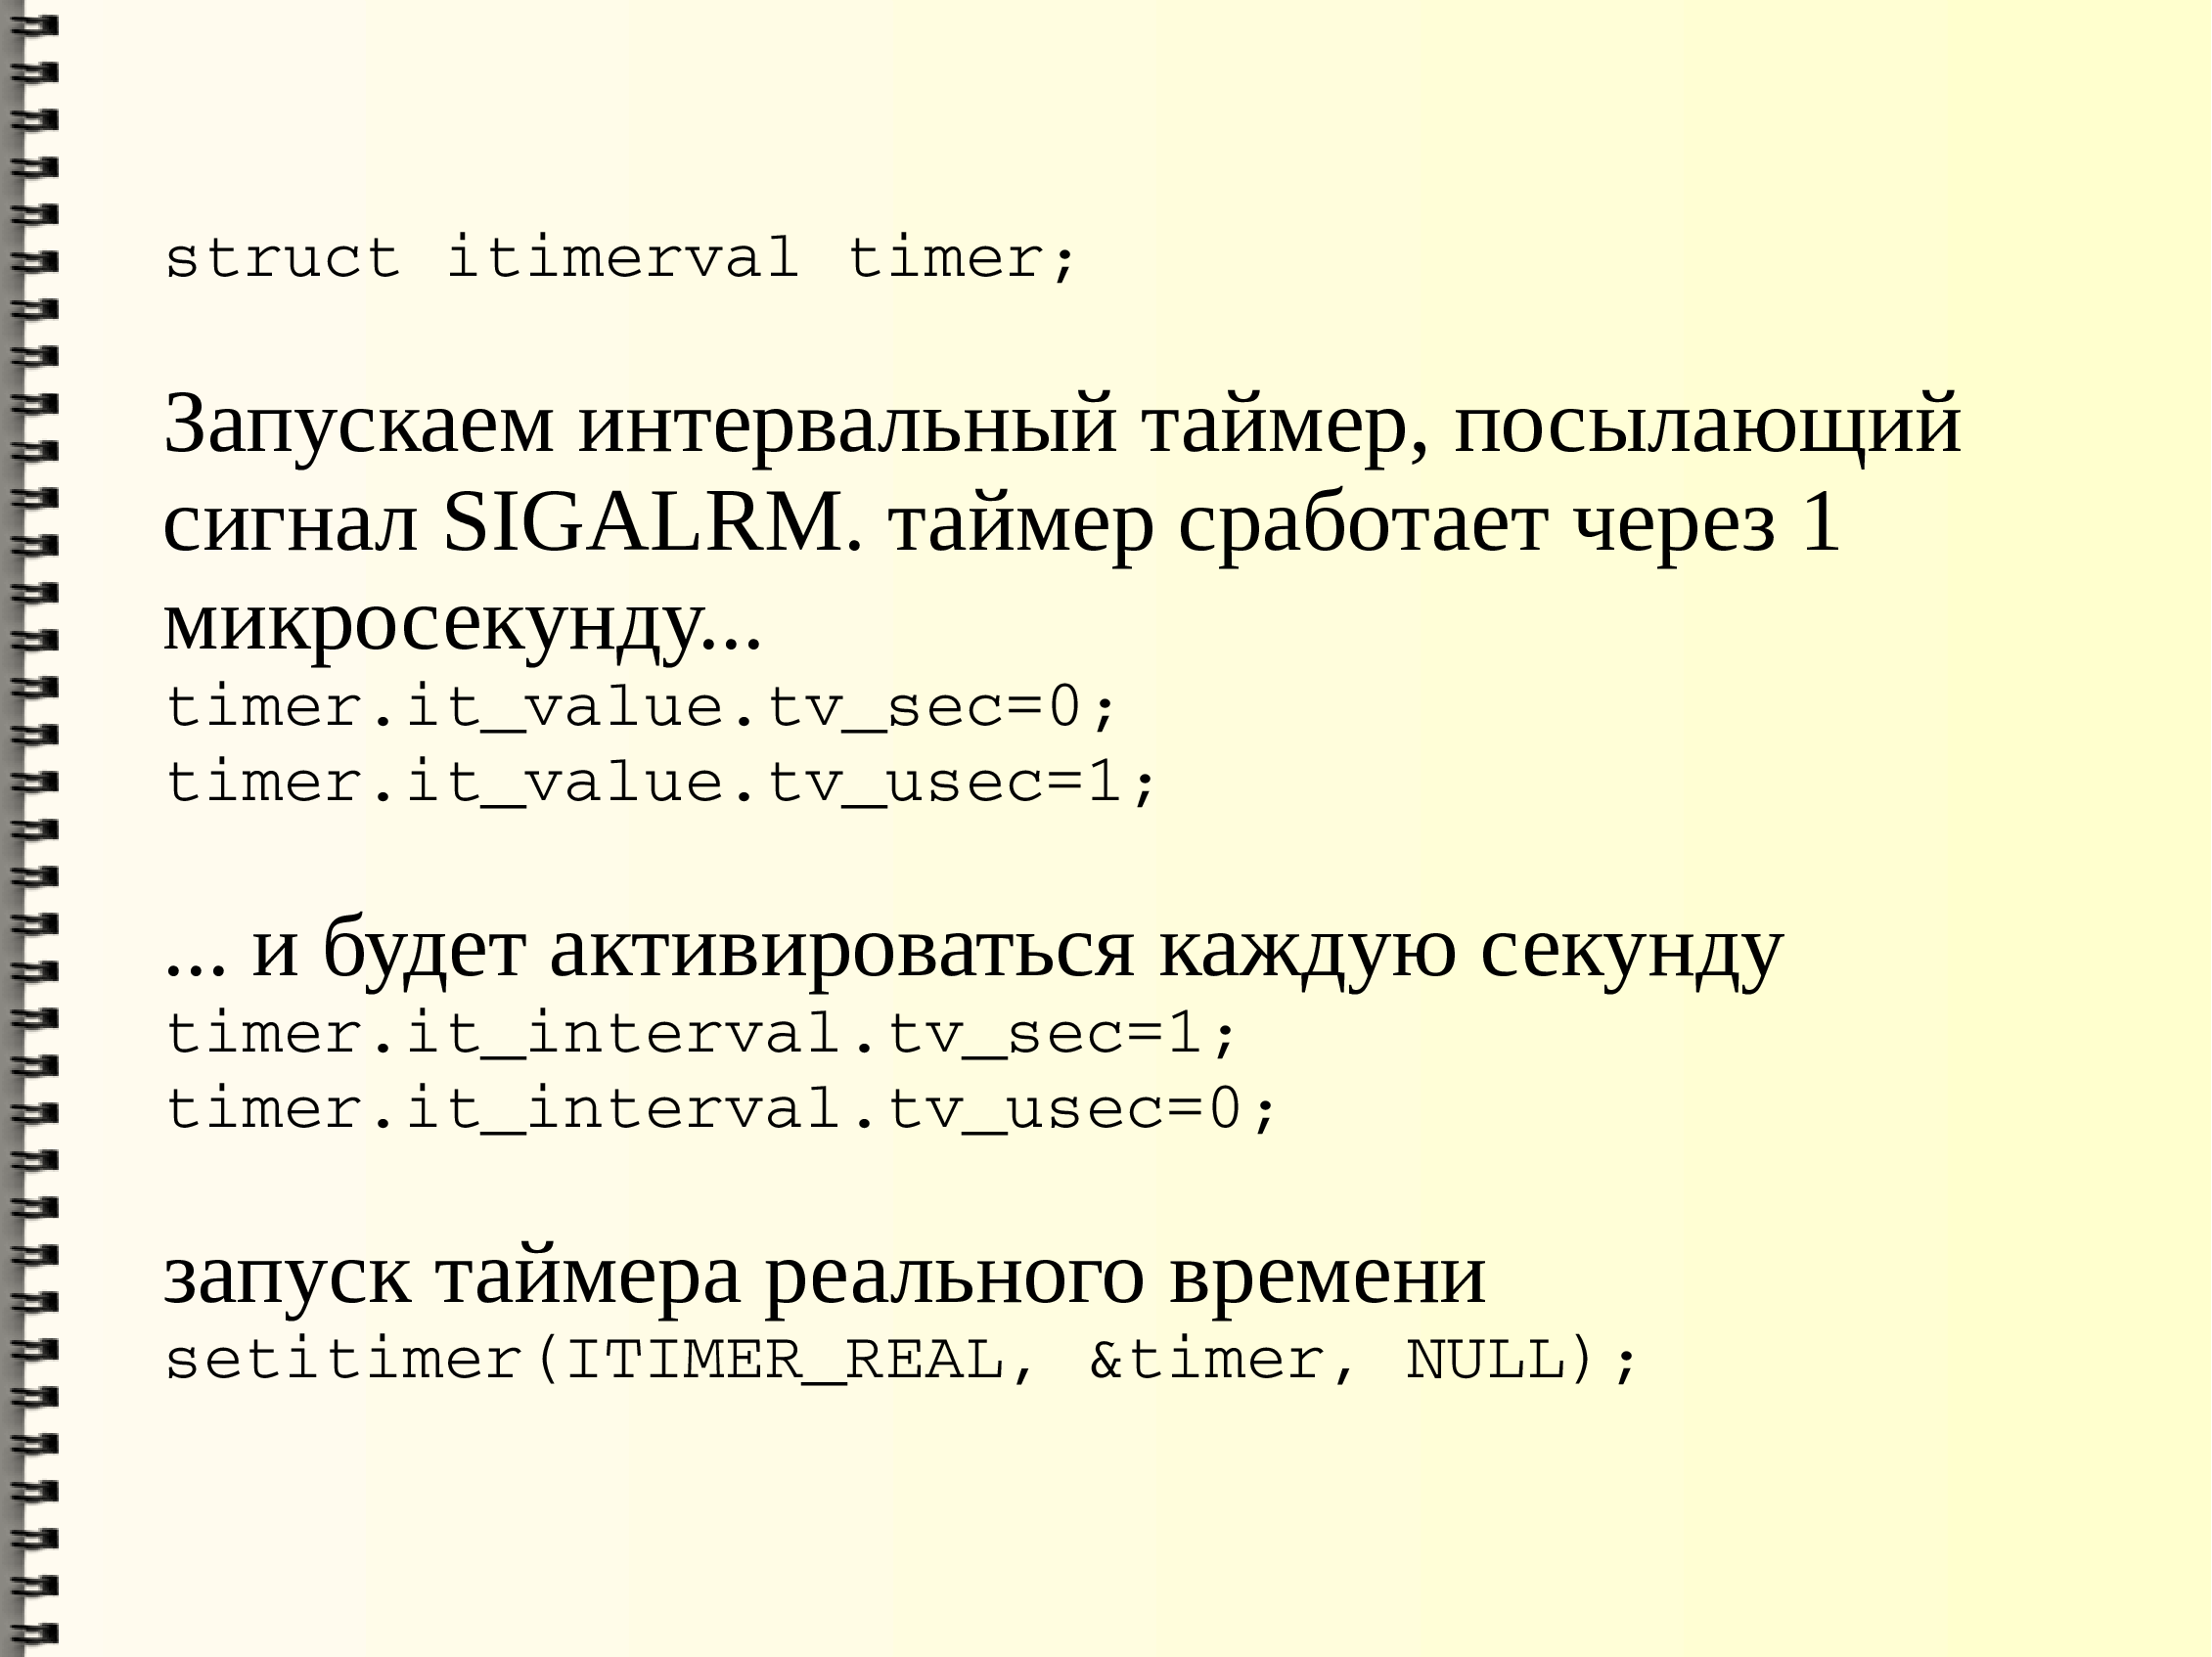 struct itimerval timer;
Запускаем интервальный таймер, посылающий
сигнал SIGALRM. таймер сработает через 1
микросекунду...
timer.it_value.tv_sec=0;
timer.it_value.tv_usec=1;
... и будет активироваться каждую секунду
timer.it_interval.tv_sec=1;
timer.it_interval.tv_usec=0;
запуск таймера реального времени
setitimer(ITIMER_REAL, &timer, NULL);